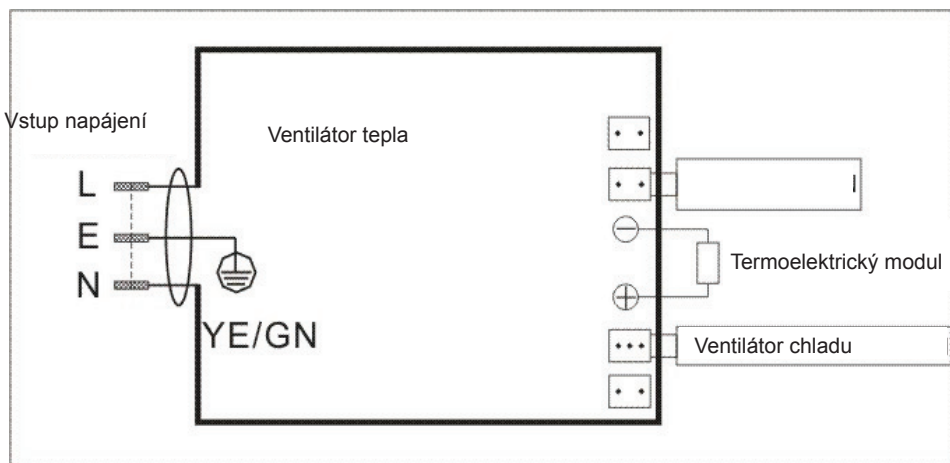 Vstup napájení
Ventilátor tepla
L
E
N
YE/GN
Termoelektrický modul
Ventilátor chladu